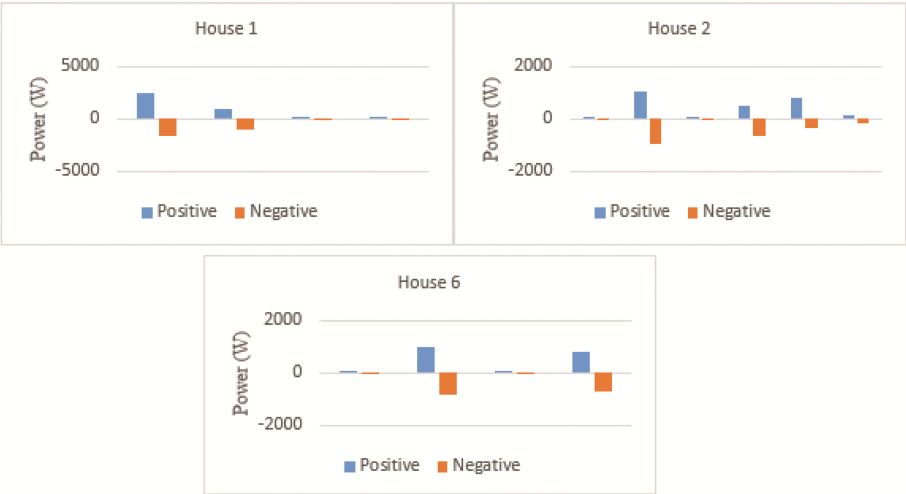 House 1
5000
0
-5000
Power (W)
Positive Negative
House 2
2000
0
-2000
Power (W)
Positive Negative
House 6
2000
0
-2000
Power (W)
Positive Negative